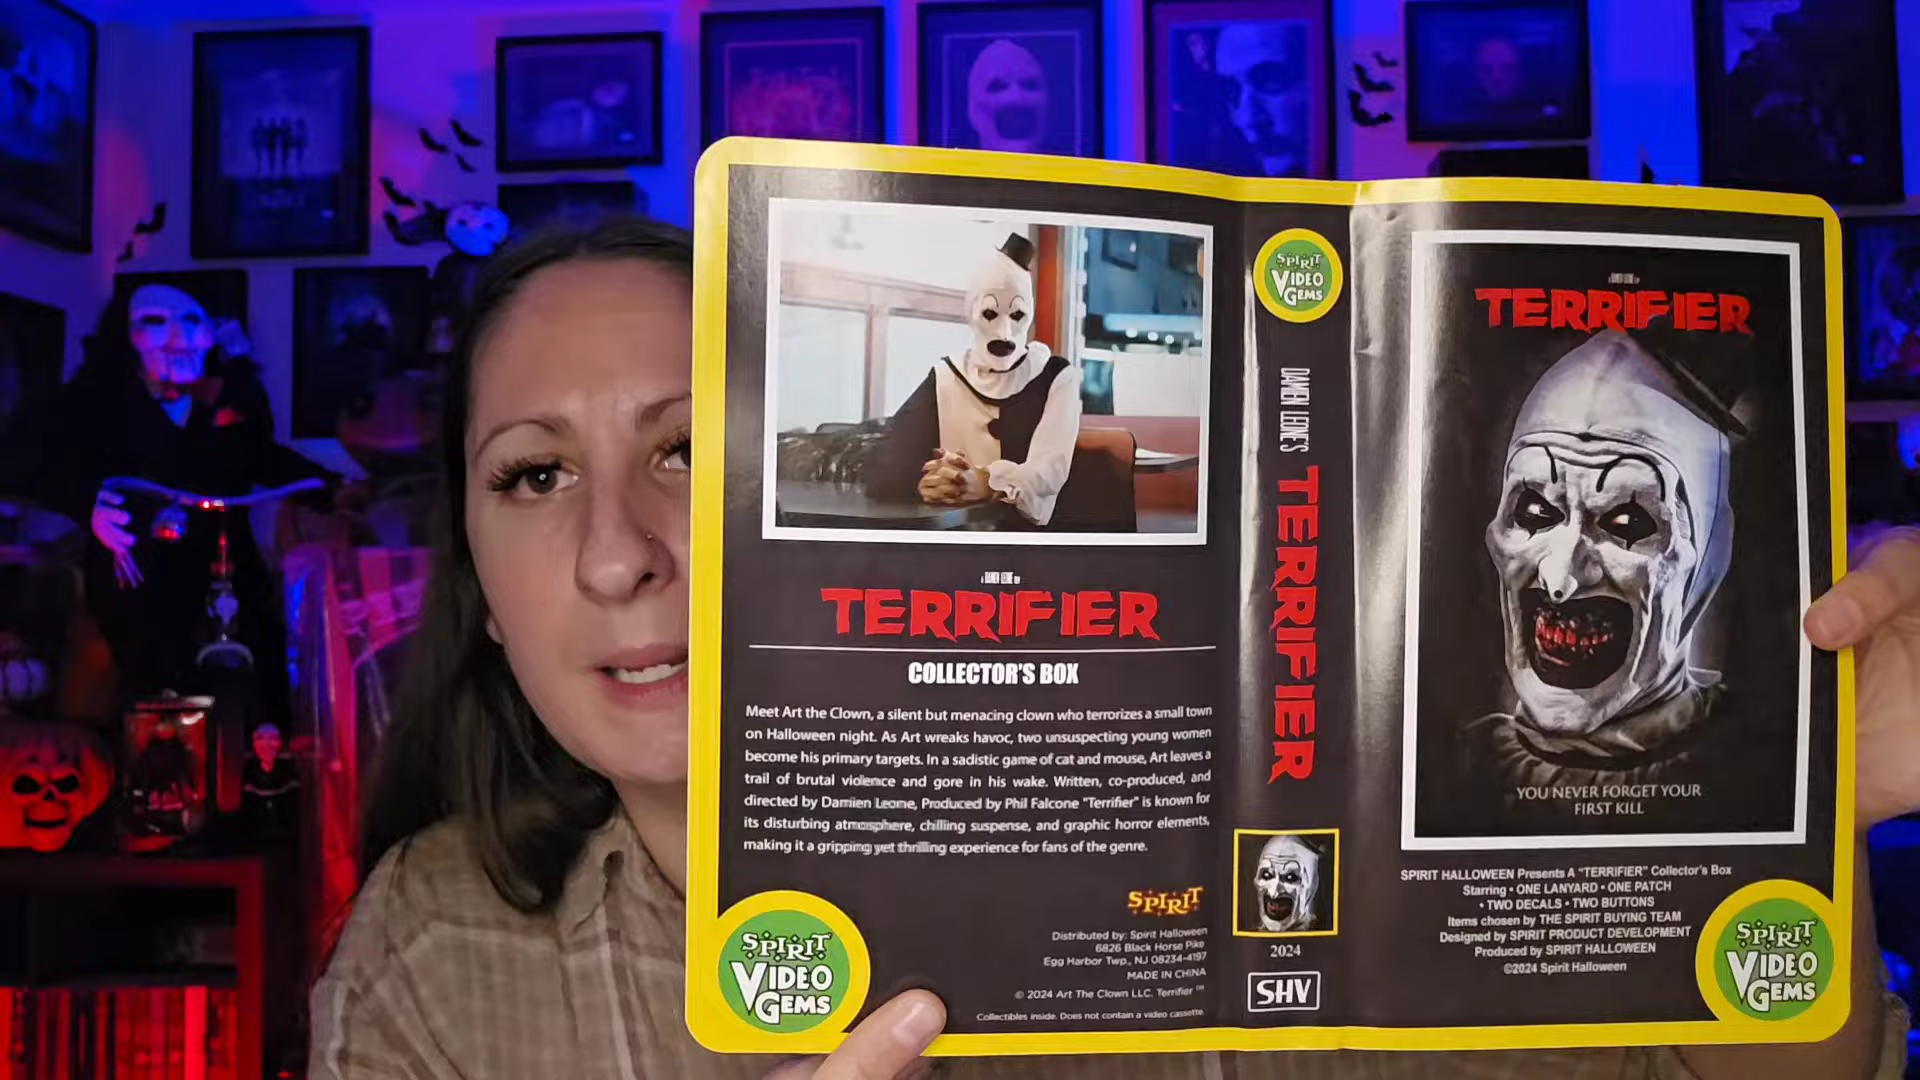 TERRIFIER
COLLECTOR'S BOX
Meet Art the Clown, a silent but menacing clown who terrorizes a small town
on Halloween night. As Art wreaks havoc, two unsuspecting young women
become his primary targets. In a sadistic game of cat and mouse, Art leaves a
trail of brutal violence and gore in his wake. Written, co-produced, and
directed by Damien Leone, Produced by Phil Falcone "Terrifier" is known for
its disturbing atmosphere, chilling suspense, and graphic horror elements,
making it a gripping yet thrilling experience for fans of the genre.
SPIRIT
Distributed by: Spirit Halloween
6826 Black Horse Pike
Egg Harbor Twp., NJ 08234-4197
MADE IN CHINA
© 2024 Art The Clown LLC. Terrifier ™
Collectibles inside. Does not contain a video cassette.
SPIRIT
VIDEO
GEMS
SPIRIT
VIDEO
GEMS
DAMIEN LEONE'S
TERRIFIER
2024
SHV
TERRIFIER
YOU NEVER FORGET YOUR
FIRST KILL
SPIRIT HALLOWEEN Presents A "TERRIFIER" Collector's Box
Starring • ONE LANYARD • ONE PATCH
• TWO DECALS • TWO BUTTONS
Items chosen by THE SPIRIT BUYING TEAM
Designed by SPIRIT PRODUCT DEVELOPMENT
Produced by SPIRIT HALLOWEEN
©2024 Spirit Halloween
SPIRIT
VIDEO
GEMS